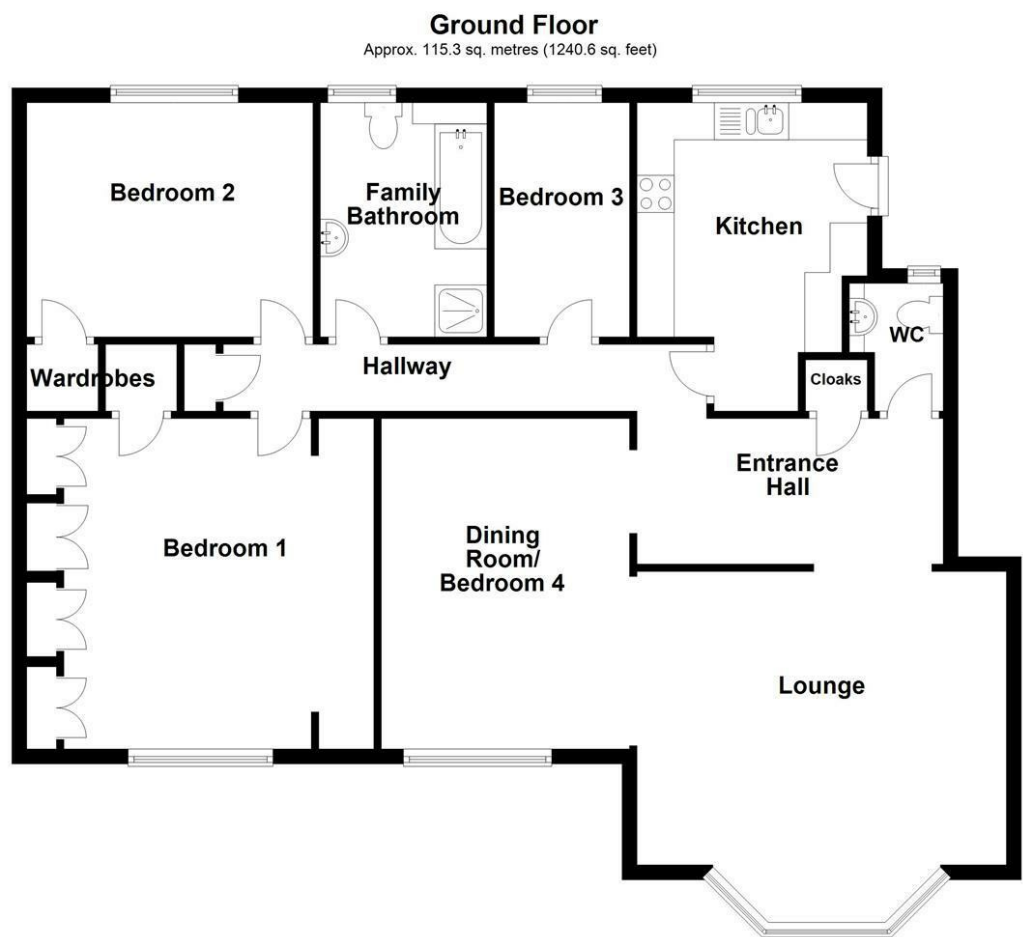 Ground Floor
Approx. 115.3 sq. metres (1240.6 sq. feet)
Bedroom 2
Family
Bathroom
Bedroom 3
Kitchen
WC
Wardrobes
Hallway
Cloaks
Entrance
Hall
Bedroom 1
Dining
Room/
Bedroom 4
Lounge